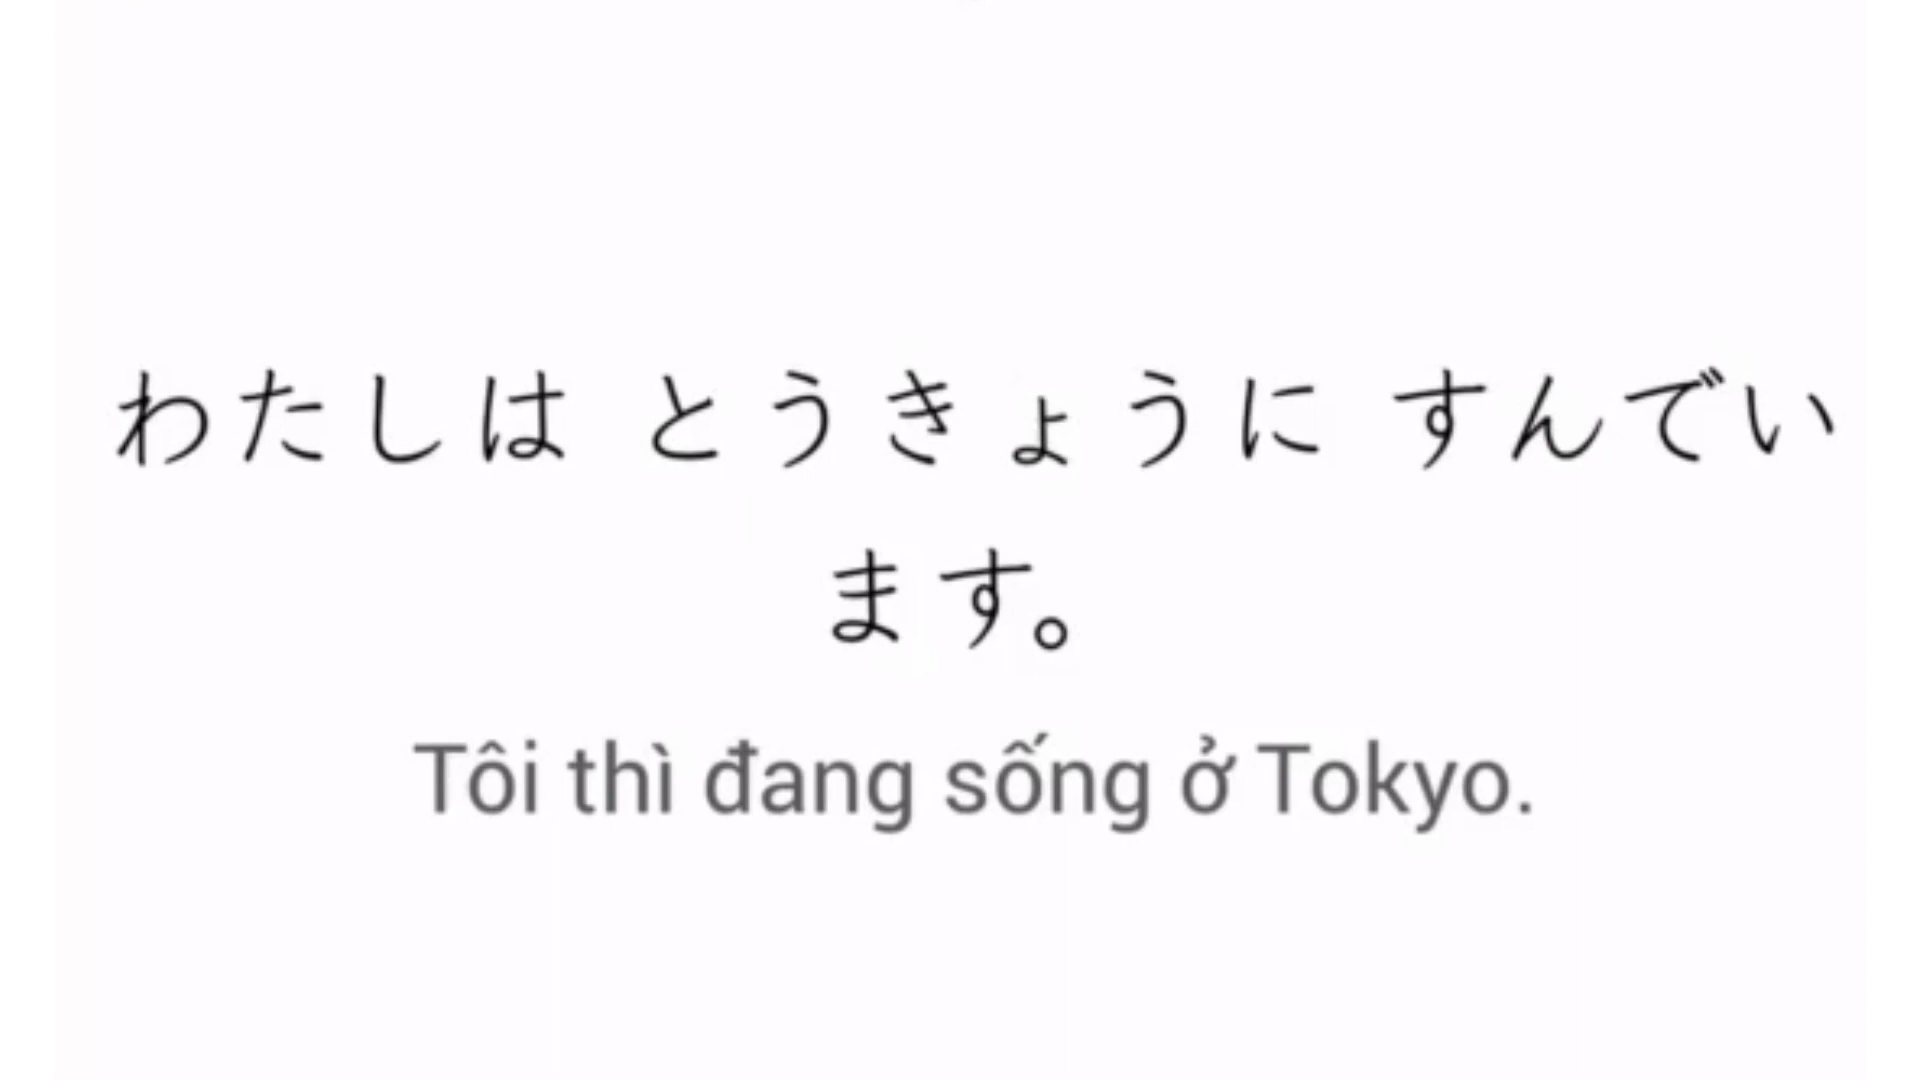 わたしは とうきょうに すんでい
ます。
Tôi thì đang sống ở Tokyo.